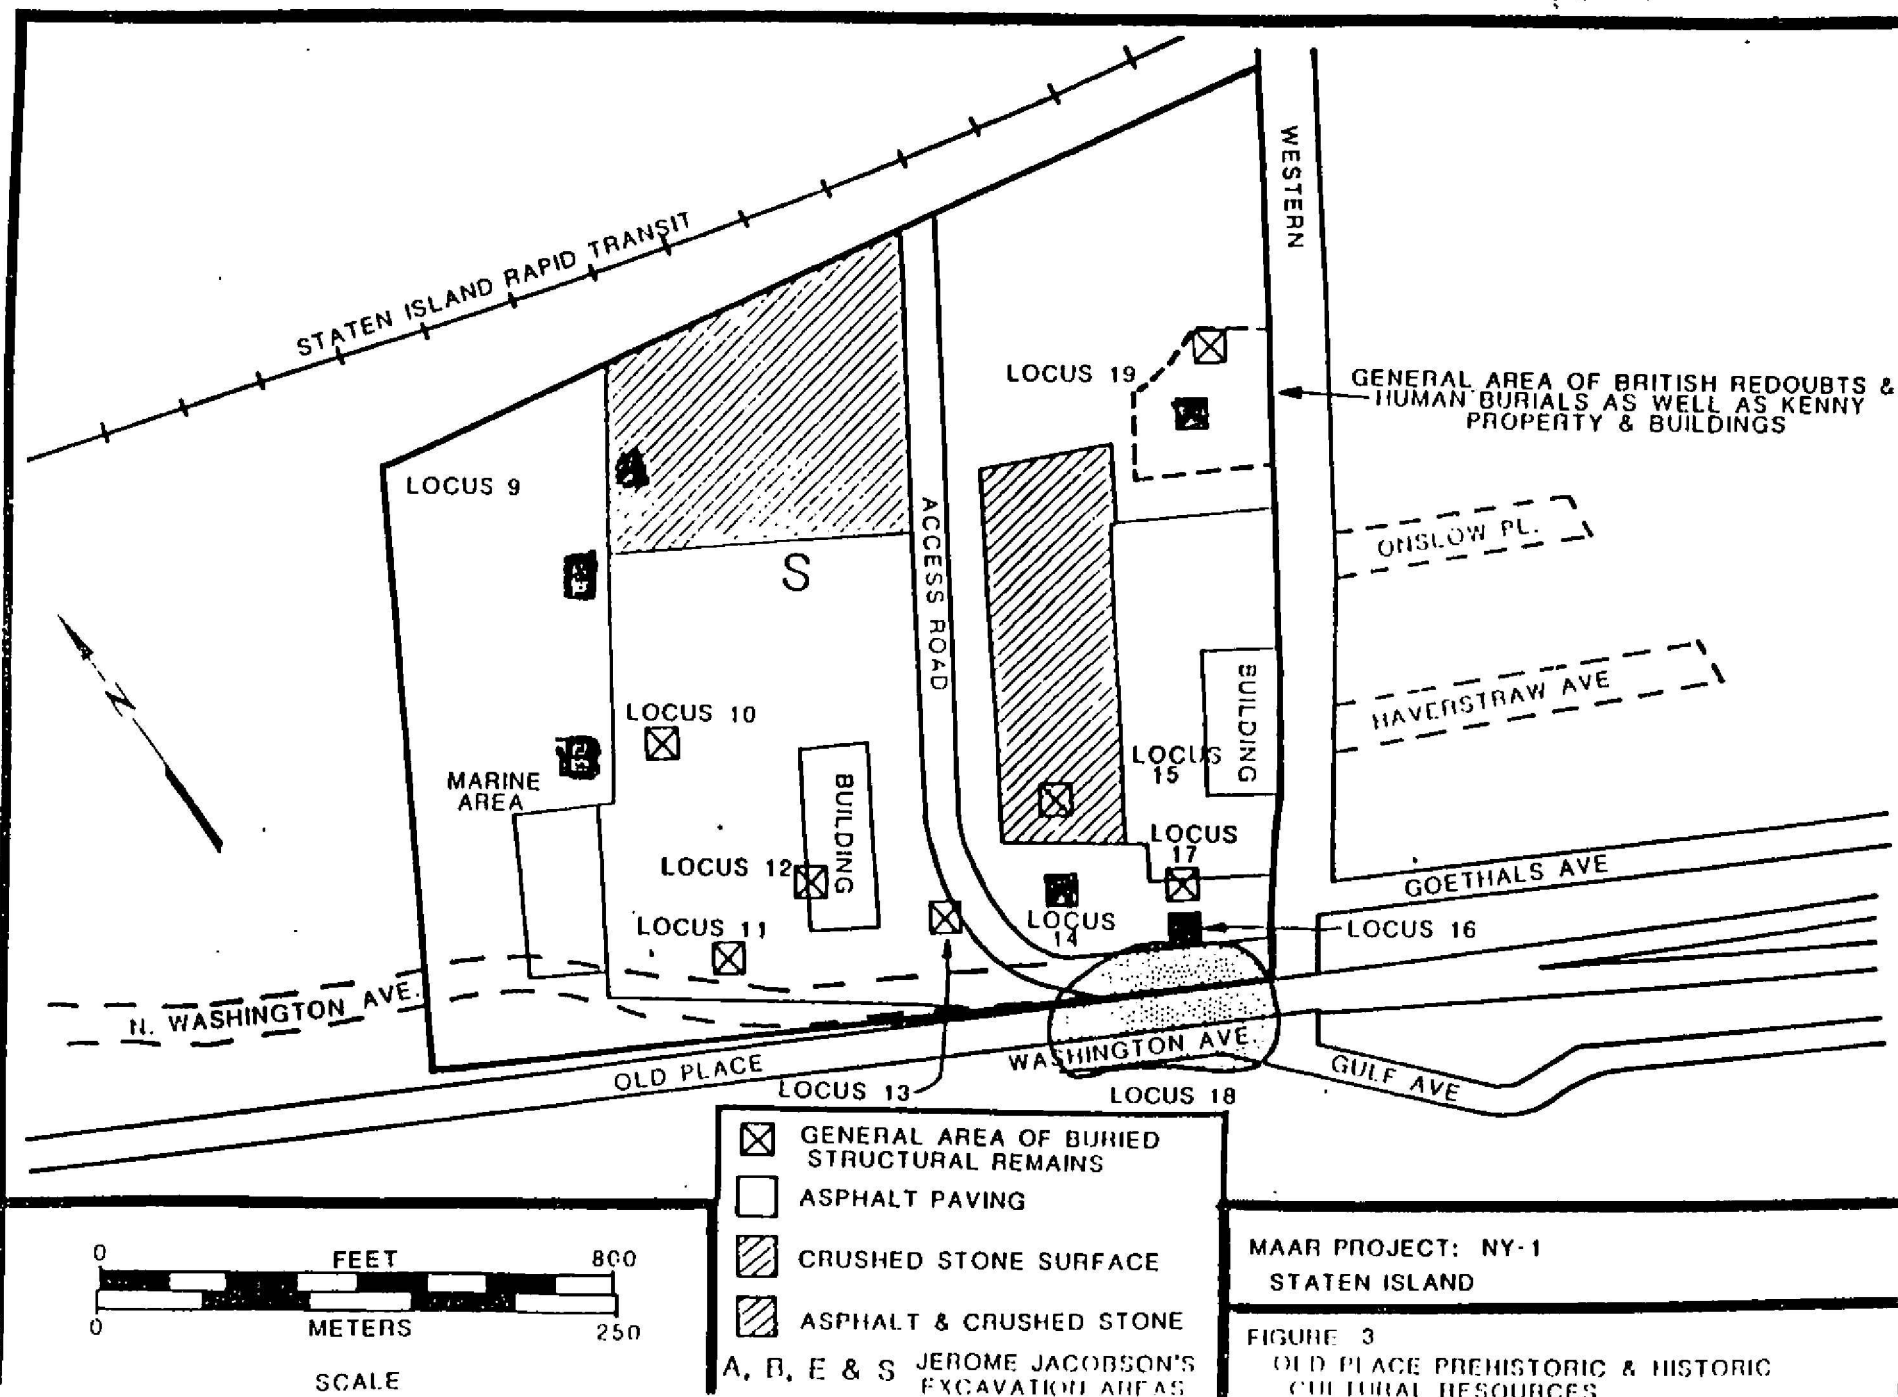 STATEN ISLAND RAPID TRANSIT
WESTERN
LOCUS 19
GENERAL AREA OF BRITISH REDOUBTS &
HUMAN BURIALS AS WELL AS KENNY
PROPERTY & BUILDINGS
LOCUS 9
ACCESS ROAD
S
ONSLOW PL.
N
LOCUS 10
BUILDING
HAVERSTRAW AVE
MARINE
AREA
LOCUS
15
BUILDING
LOCUS 12
LOCUS
17
GOETHALS AVE
LOCUS 11
LOCUS
14
LOCUS 16
N. WASHINGTON AVE.
OLD PLACE
WASHINGTON AVE.
GULF AVE
LOCUS 13
LOCUS 18
GENERAL AREA OF BURIED
STRUCTURAL REMAINS
ASPHALT PAVING
CRUSHED STONE SURFACE
ASPHALT & CRUSHED STONE
A, B, E & S JEROME JACOBSON'S
EXCAVATION AREAS
0 FEET 800
0 METERS 250
SCALE
MAAR PROJECT: NY-1
STATEN ISLAND
FIGURE 3
OLD PLACE PREHISTORIC & HISTORIC
CULTURAL RESOURCES